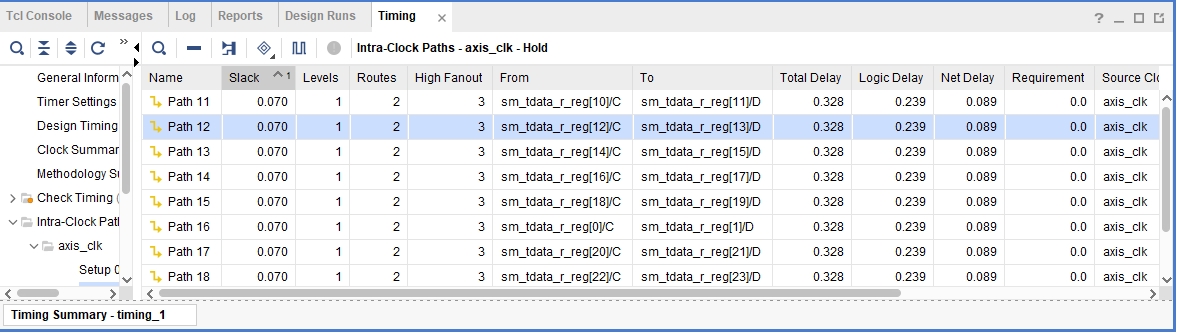 Tcl Console Messages Log Reports Design Runs Timing × ?
» Intra-Clock Paths - axis_clk - Hold
General Inform
Timer Settings
Design Timing
Clock Summar
Methodology Su
Check Timing (
Intra-Clock Path
axis_clk
Setup 0
Name Slack 1 Levels Routes High Fanout From To Total Delay Logic Delay Net Delay Requirement Source Clo
Path 11 0.070 1 2 3 sm_tdata_r_reg[10]/C sm_tdata_r_reg[11]/D 0.328 0.239 0.089 0.0 axis_clk
Path 12 0.070 1 2 3 sm_tdata_r_reg[12]/C sm_tdata_r_reg[13]/D 0.328 0.239 0.089 0.0 axis_clk
Path 13 0.070 1 2 3 sm_tdata_r_reg[14]/C sm_tdata_r_reg[15]/D 0.328 0.239 0.089 0.0 axis_clk
Path 14 0.070 1 2 3 sm_tdata_r_reg[16]/C sm_tdata_r_reg[17]/D 0.328 0.239 0.089 0.0 axis_clk
Path 15 0.070 1 2 3 sm_tdata_r_reg[18]/C sm_tdata_r_reg[19]/D 0.328 0.239 0.089 0.0 axis_clk
Path 16 0.070 1 2 3 sm_tdata_r_reg[0]/C sm_tdata_r_reg[1]/D 0.328 0.239 0.089 0.0 axis_clk
Path 17 0.070 1 2 3 sm_tdata_r_reg[20]/C sm_tdata_r_reg[21]/D 0.328 0.239 0.089 0.0 axis_clk
Path 18 0.070 1 2 3 sm_tdata_r_reg[22]/C sm_tdata_r_reg[23]/D 0.328 0.239 0.089 0.0 axis_clk
Timing Summary - timing_1